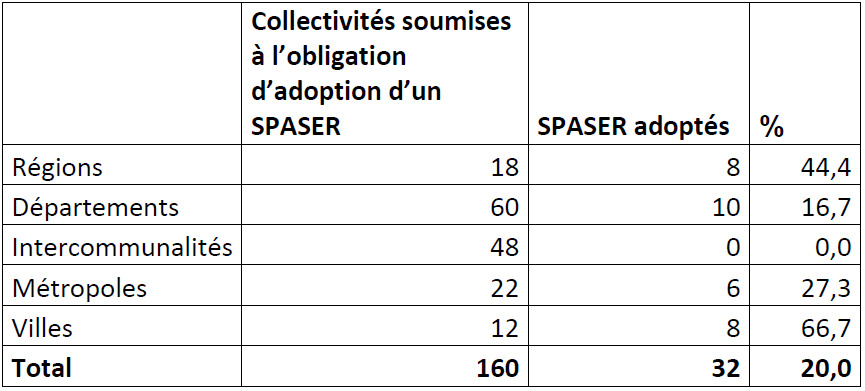 Collectivités soumises
à l’obligation
d’adoption d’un
SPASER SPASER adoptés %
Régions 18 8 44,4
Départements 60 10 16,7
Intercommunalités 48 0 0,0
Métropoles 22 6 27,3
Villes 12 8 66,7
Total 160 32 20,0